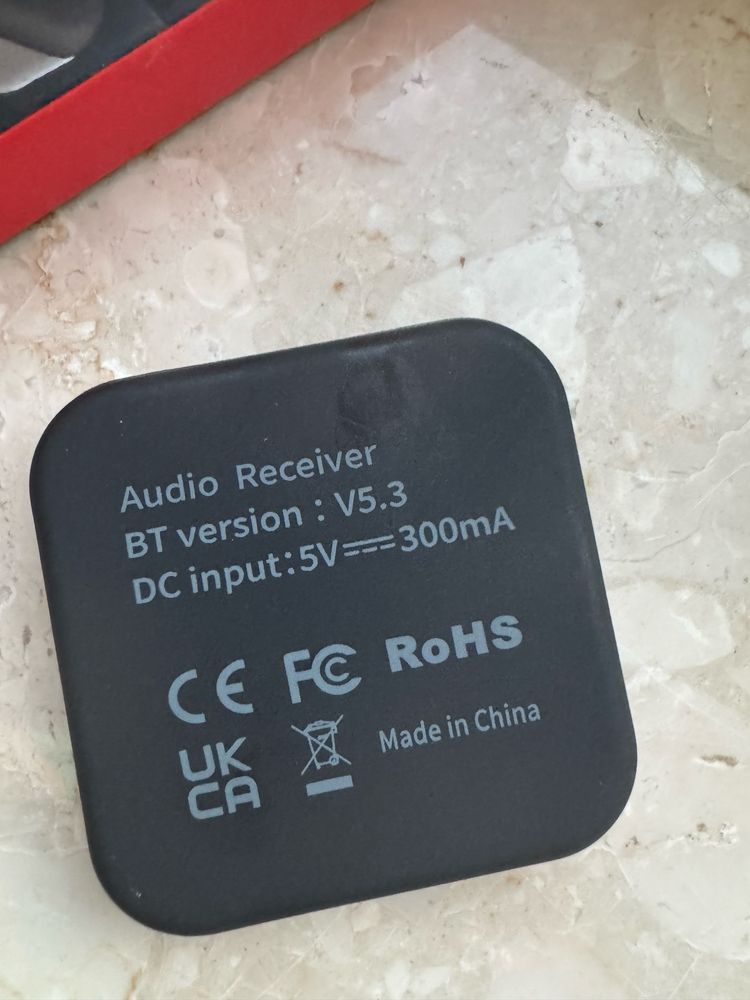 Audio Receiver
BT version : V5.3
DC input:5V⎓300mA
CE FC RoHS
UK
CA
Made in China